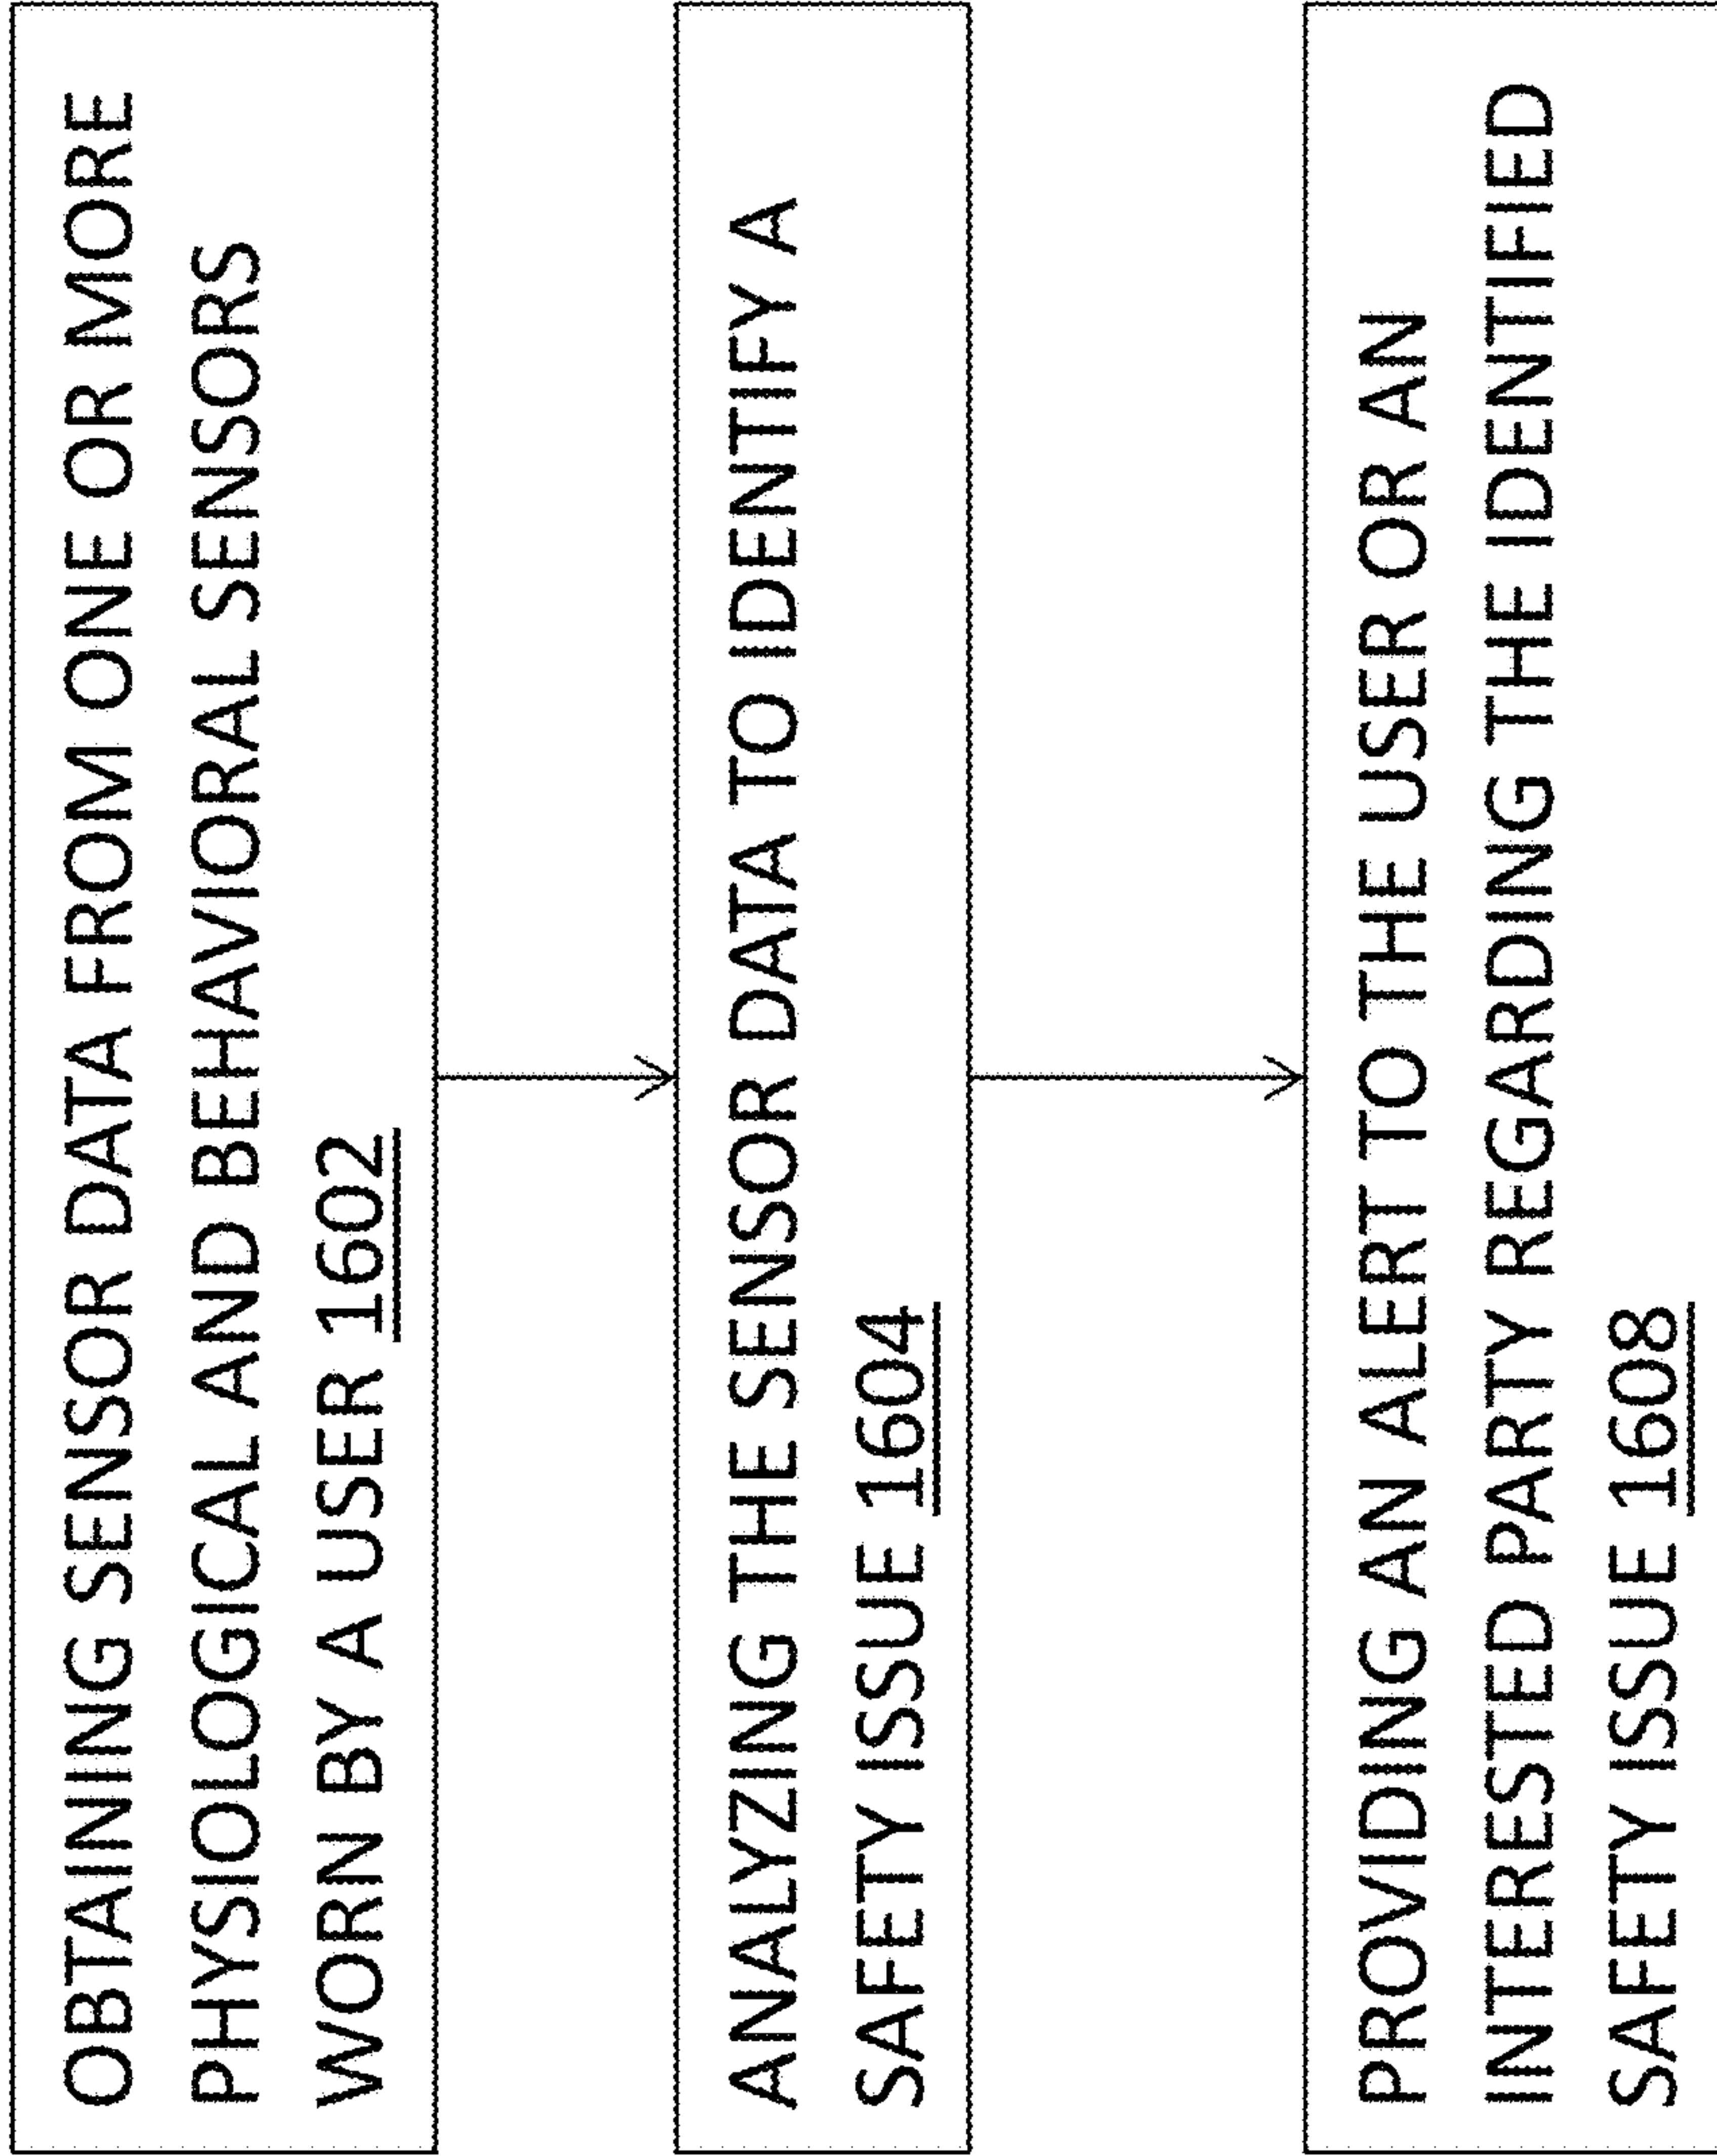 OBTAINING SENSOR DATA FROM ONE OR MORE
PHYSIOLOGICAL AND BEHAVIORAL SENSORS
WORN BY A USER 1602
ANALYZING THE SENSOR DATA TO IDENTIFY A
SAFETY ISSUE 1604
PROVIDING AN ALERT TO THE USER OR AN
INTERESTED PARTY REGARDING THE IDENTIFIED
SAFETY ISSUE 1608